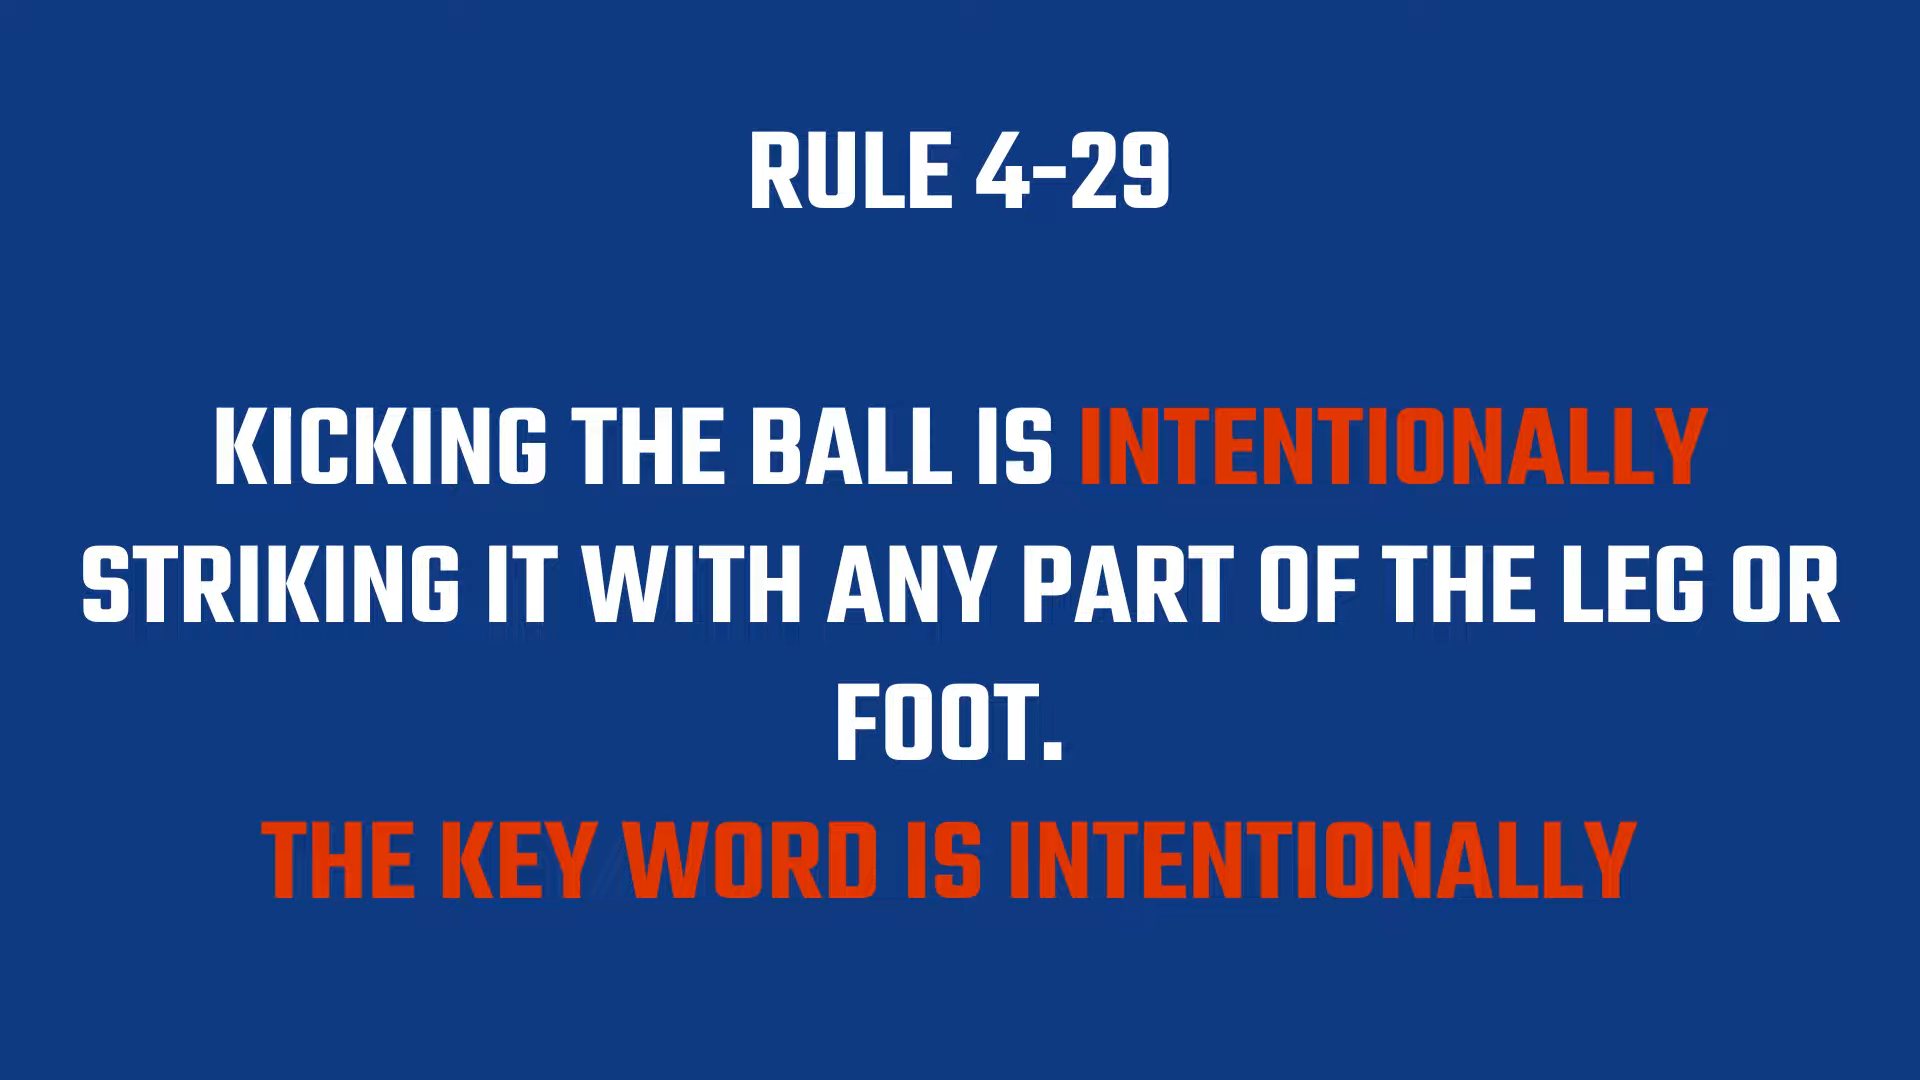 RULE 4-29
KICKING THE BALL IS INTENTIONALLY
STRIKING IT WITH ANY PART OF THE LEG OR
FOOT.
THE KEY WORD IS INTENTIONALLY